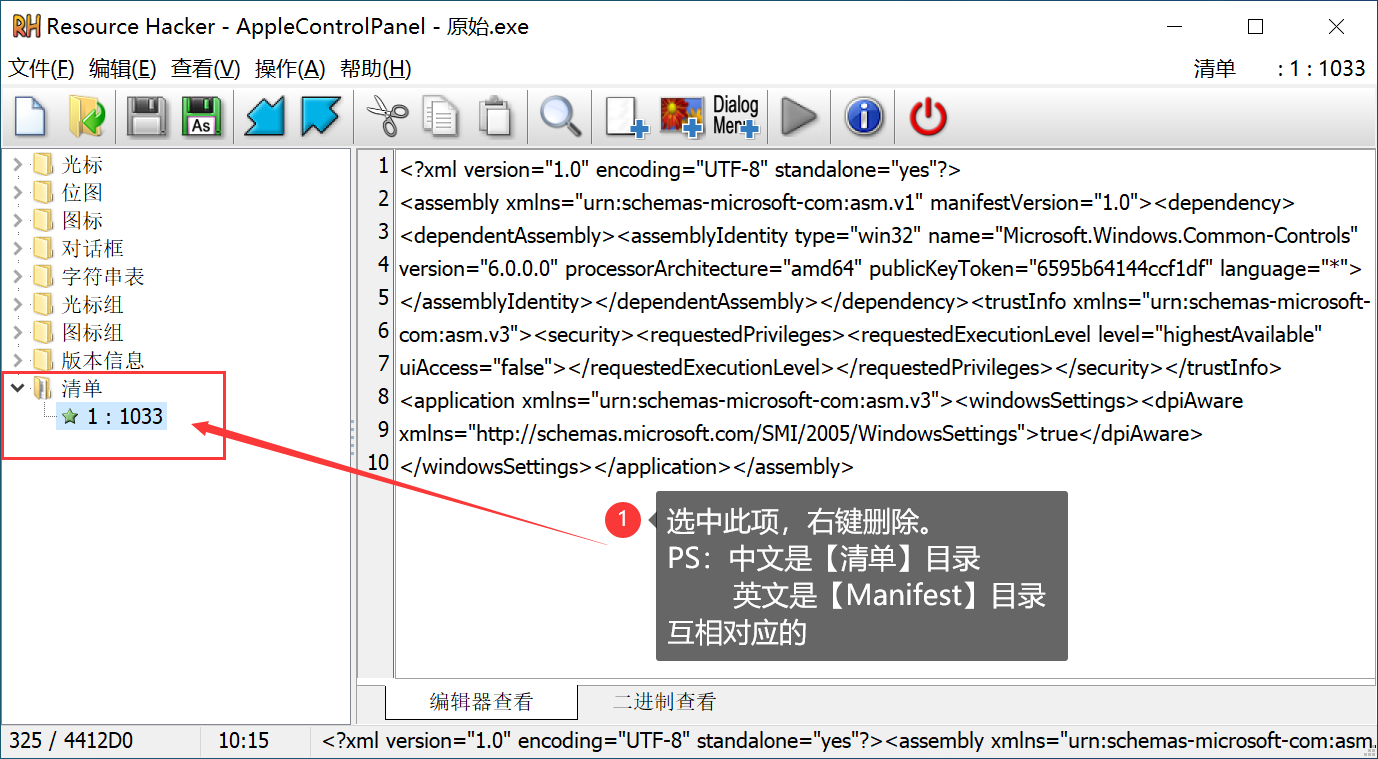 RH Resource Hacker - AppleControlPanel - 原始.exe
文件(F) 编辑(E) 查看(V) 操作(A) 帮助(H) 清单 : 1 : 1033
As Dialog
Mer
光标
位图
图标
对话框
字符串表
光标组
图标组
版本信息
清单
1 : 1033
1 <?xml version="1.0" encoding="UTF-8" standalone="yes"?>
2 <assembly xmlns="urn:schemas-microsoft-com:asm.v1" manifestVersion="1.0"><dependency>
3 <dependentAssembly><assemblyIdentity type="win32" name="Microsoft.Windows.Common-Controls"
4 version="6.0.0.0" processorArchitecture="amd64" publicKeyToken="6595b64144ccf1df" language="*">
5 </assemblyIdentity></dependentAssembly></dependency><trustInfo xmlns="urn:schemas-microsoft-
6 com:asm.v3"><security><requestedPrivileges><requestedExecutionLevel level="highestAvailable"
7 uiAccess="false"></requestedExecutionLevel></requestedPrivileges></security></trustInfo>
8 <application xmlns="urn:schemas-microsoft-com:asm.v3"><windowsSettings><dpiAware
9 xmlns="http://schemas.microsoft.com/SMI/2005/WindowsSettings">true</dpiAware>
10 </windowsSettings></application></assembly>
1 选中此项，右键删除。
PS：中文是【清单】目录
英文是【Manifest】目录
互相对应的
编辑器查看 二进制查看
325 / 4412D0 10:15 <?xml version="1.0" encoding="UTF-8" standalone="yes"?><assembly xmlns="urn:schemas-microsoft-com:asm.